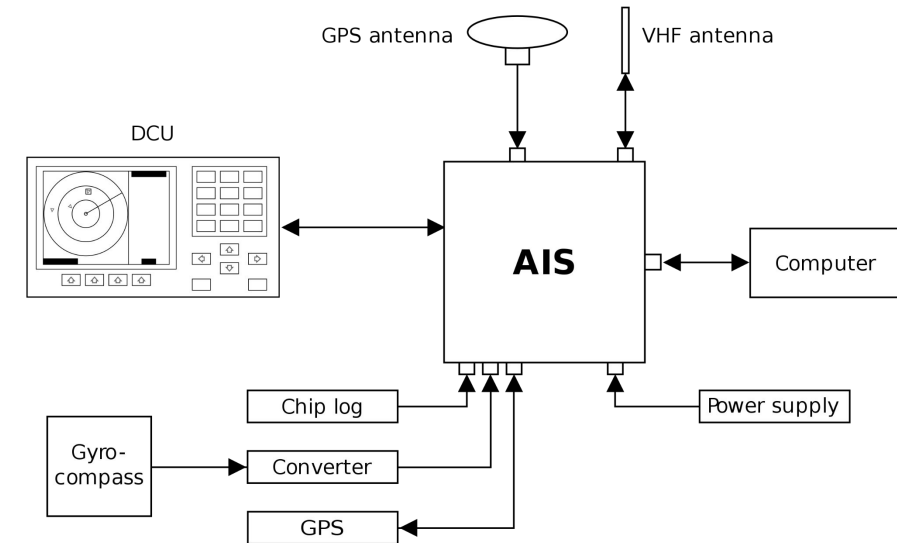 GPS antenna
VHF antenna
DCU
AIS
Computer
Chip log
Power supply
Gyro-
compass
Converter
GPS